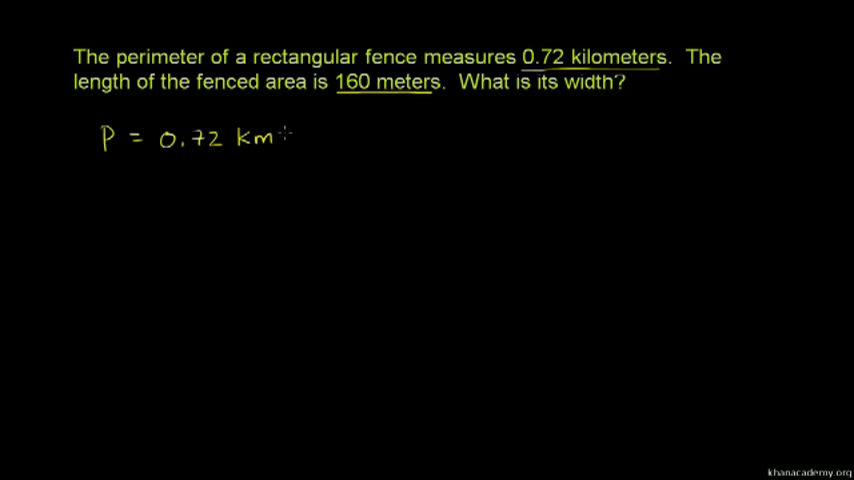 The perimeter of a rectangular fence measures 0.72 kilometers. The
length of the fenced area is 160 meters. What is its width?
P = 0.72 km
khanacademy.org